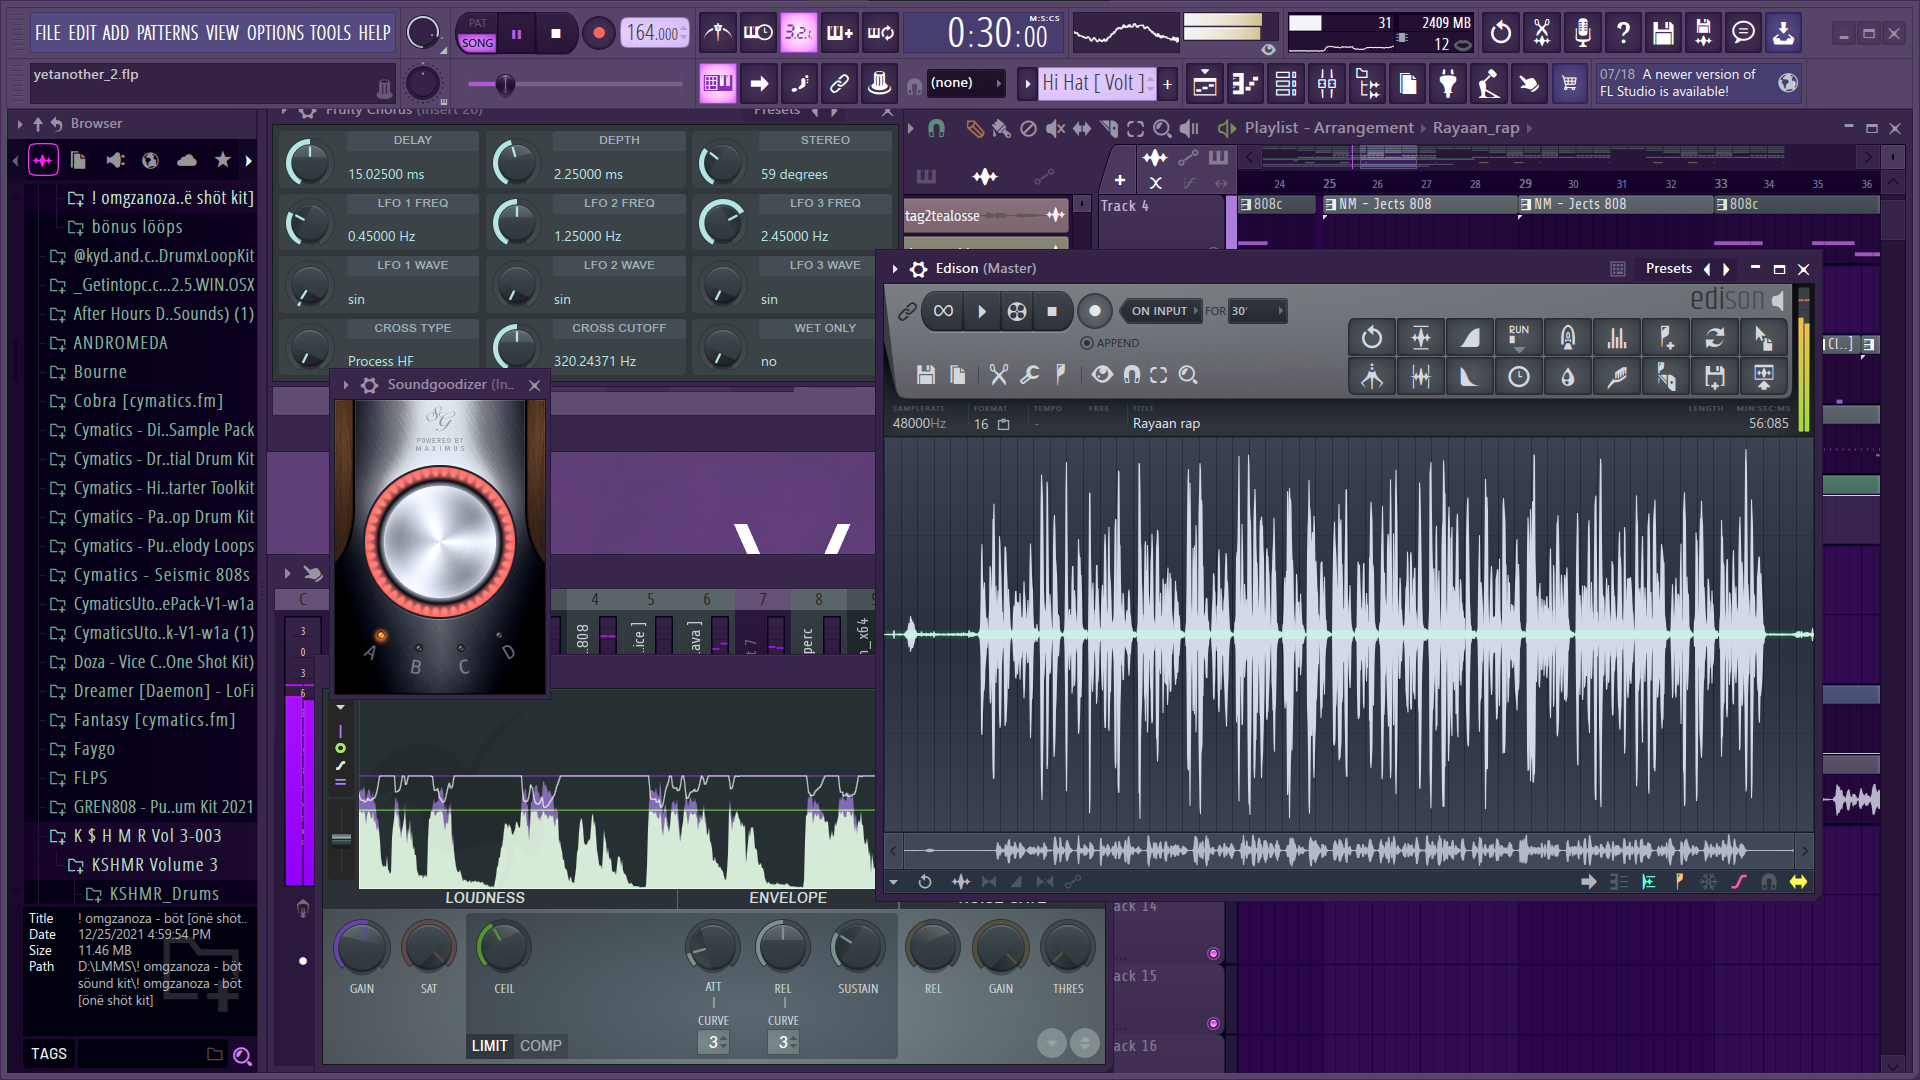 FILE EDIT ADD PATTERNS VIEW OPTIONS TOOLS HELP
PAT
SONG
164.000
3.2.1
0:30:00
M:S:CS
31
2409 MB
12
yetanother_2.flp
(none)
Hi Hat [ Volt ]
07/18 A newer version of
FL Studio is available!
Browser
! omgzanoza..ë shöt kit]
bönus lööps
@kyd.and.c..DrumxLoopKit
_Getintopc.c...2.5.WIN.OSX
After Hours D..Sounds) (1)
ANDROMEDA
Bourne
Cobra [cymatics.fm]
Cymatics - Di..Sample Pack
Cymatics - Dr..tial Drum Kit
Cymatics - Hi..tarter Toolkit
Cymatics - Pa..op Drum Kit
Cymatics - Pu..elody Loops
Cymatics - Seismic 808s
CymaticsUto..ePack-V1-w1a
CymaticsUto..k-V1-w1a (1)
Doza - Vice C..One Shot Kit)
Dreamer [Daemon] - LoFi
Fantasy [cymatics.fm]
Faygo
FLPS
GREN808 - Pu..um Kit 2021
K $ H M R Vol 3-003
KSHMR Volume 3
KSHMR_Drums
Title ! omgzanoza - böt [önë shöt..
Date 12/25/2021 4:59:54 PM
Size 11.46 MB
Path D:\LMMS\! omgzanoza - böt
söund kit\! omgzanoza - böt
[önë shöt kit]
TAGS
Fruity Chorus (Insert 20)
Presets
DELAY
15.02500 ms
DEPTH
2.25000 ms
STEREO
59 degrees
LFO 1 FREQ
0.45000 Hz
LFO 2 FREQ
1.25000 Hz
LFO 3 FREQ
2.45000 Hz
LFO 1 WAVE
sin
LFO 2 WAVE
sin
LFO 3 WAVE
sin
CROSS TYPE
Process HF
CROSS CUTOFF
320.24371 Hz
WET ONLY
no
Soundgoodizer (In..
SG
POWERED BY
MAXIMUS
A B C D
C
4 5 6 7 8 9
.808
ice ]
ava ]
t 7
perc
n_x64
3
0
3
6
LOUDNESS
ENVELOPE
GAIN
SAT
CEIL
ATT
REL
SUSTAIN
REL
GAIN
THRES
CURVE
3
CURVE
3
LIMIT COMP
Playlist - Arrangement › Rayaan_rap
24 25 26 27 28 29 30 31 32 33 34 35 36
tag2tealosse
Track 4
808c
NM - Jects 808
NM - Jects 808
808c
Cl..]
ack 14
ack 15
ack 16
Edison (Master)
Presets
edison
ON INPUT
FOR
30'
APPEND
RUN
SAMPLERATE
48000Hz
FORMAT
16
TEMPO
-
FREE
TITLE
Rayaan rap
LENGTH
MIN:SEC:MS
56:085